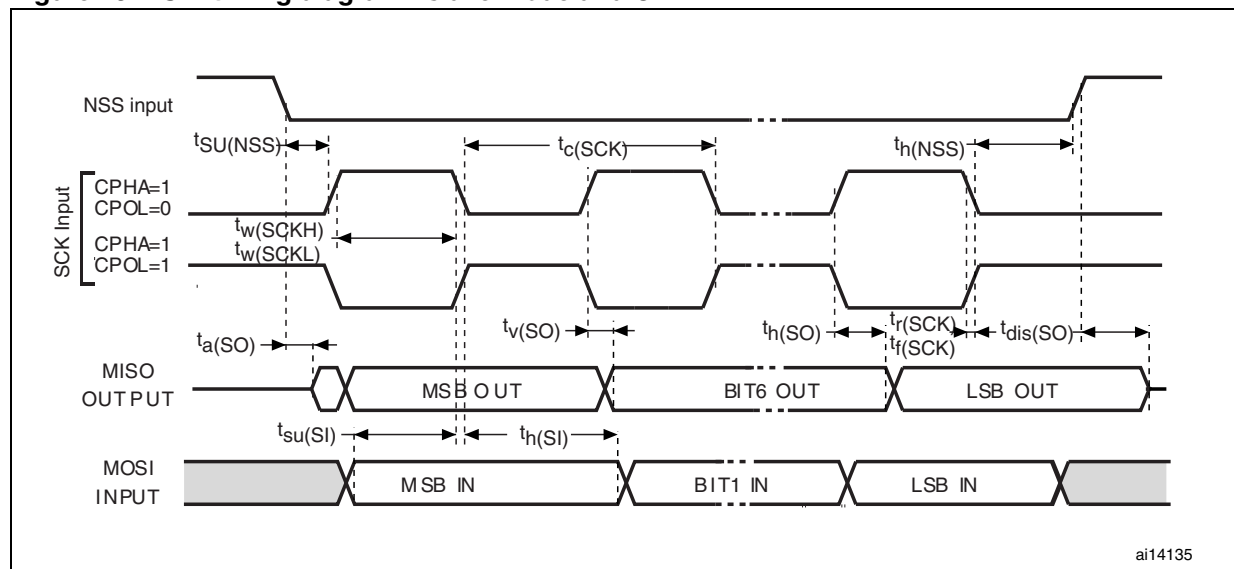 NSS input
tSU(NSS)
tc(SCK)
th(NSS)
SCK Input
CPHA=1
CPOL=0
tw(SCKH)
tw(SCKL)
CPHA=1
CPOL=1
ta(SO)
tv(SO)
th(SO)
tr(SCK)
tf(SCK)
tdis(SO)
MISO
OUTPUT
MSB OUT
BIT6 OUT
LSB OUT
tsu(SI)
th(SI)
MOSI
INPUT
MSB IN
BIT1 IN
LSB IN
ai14135